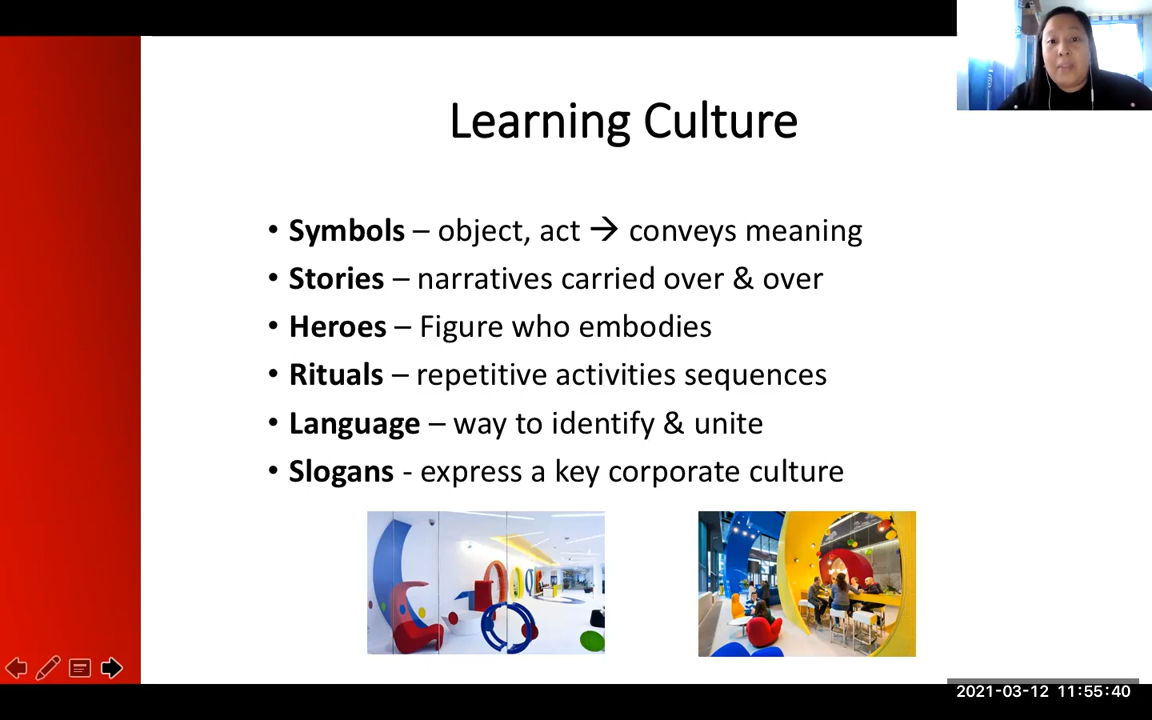 Learning Culture
• Symbols – object, act → conveys meaning
• Stories – narratives carried over & over
• Heroes – Figure who embodies
• Rituals – repetitive activities sequences
• Language – way to identify & unite
• Slogans - express a key corporate culture
2021-03-12 11:55:40